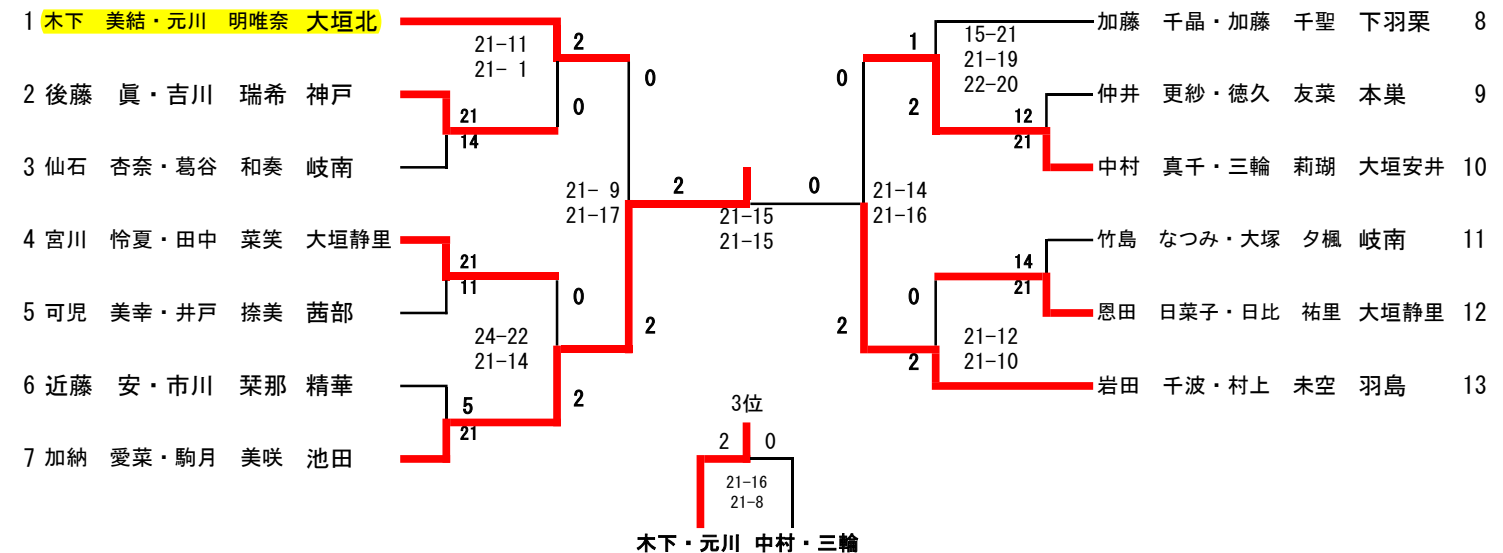 1 木下　美結・元川　明唯奈 大垣北
21-11
21- 1
2
0
0
2 後藤　眞・吉川　瑞希 神戸
21
14
3 仙石　杏奈・葛谷　和奏 岐南
21- 9
21-17
2
4 宮川　怜夏・田中　菜笑 大垣静里
21
11
5 可児　美幸・井戸　捺美 茜部
0
24-22
21-14
2
2
6 近藤　安・市川　栞那 精華
5
21
7 加納　愛菜・駒月　美咲 池田
21-15
21-15
0
加藤　千晶・加藤　千聖 下羽栗 8
1
15-21
21-19
22-20
0
2
仲井　更紗・徳久　友菜 本巣 9
12
21
中村　真千・三輪　莉瑚 大垣安井 10
21-14
21-16
竹島　なつみ・大塚　夕楓 岐南 11
14
21
恩田　日菜子・日比　祐里 大垣静里 12
0
2
21-12
21-10
2
岩田　千波・村上　未空 羽島 13
3位
2 0
21-16
21-8
木下・元川 中村・三輪